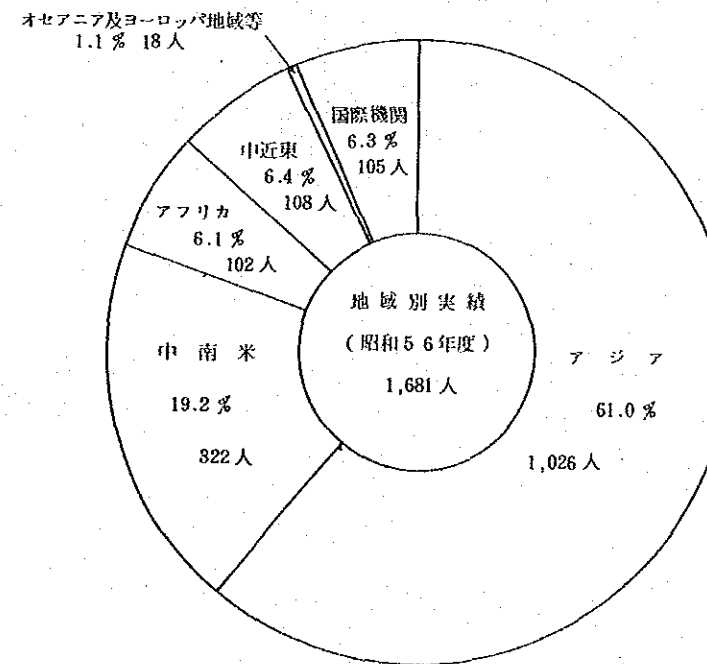 オセアニア及ヨーロッパ地域等
1.1 % 18人
国際機関
6.3 %
105人
中近東
6.4 %
108人
アフリカ
6.1 %
102人
地域別実績
(昭和56年度)
1,681人
中南米
19.2 %
322人
アジア
61.0 %
1,026人